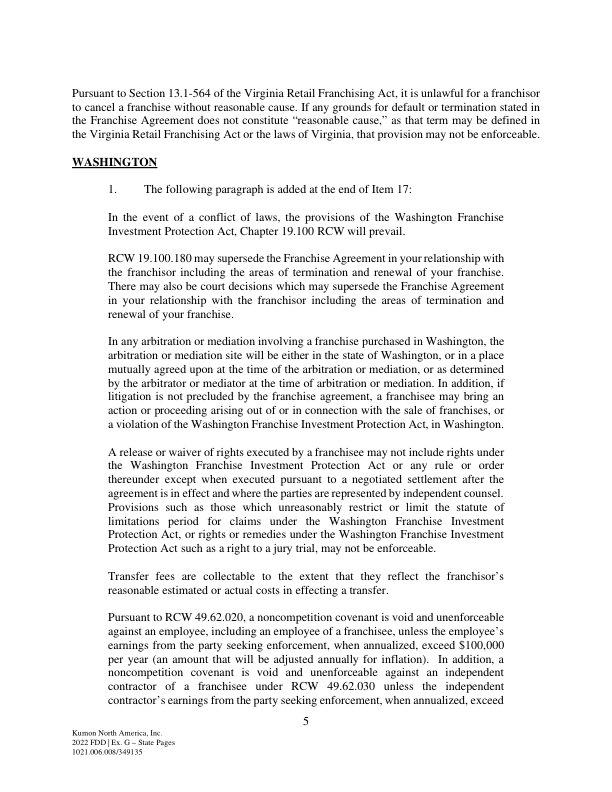 Pursuant to Section 13.1-564 of the Virginia Retail Franchising Act, it is unlawful for a franchisor
to cancel a franchise without reasonable cause. If any grounds for default or termination stated in
the Franchise Agreement does not constitute “reasonable cause,” as that term may be defined in
the Virginia Retail Franchising Act or the laws of Virginia, that provision may not be enforceable.
WASHINGTON
1. The following paragraph is added at the end of Item 17:
In the event of a conflict of laws, the provisions of the Washington Franchise
Investment Protection Act, Chapter 19.100 RCW will prevail.
RCW 19.100.180 may supersede the Franchise Agreement in your relationship with
the franchisor including the areas of termination and renewal of your franchise.
There may also be court decisions which may supersede the Franchise Agreement
in your relationship with the franchisor including the areas of termination and
renewal of your franchise.
In any arbitration or mediation involving a franchise purchased in Washington, the
arbitration or mediation site will be either in the state of Washington, or in a place
mutually agreed upon at the time of the arbitration or mediation, or as determined
by the arbitrator or mediator at the time of arbitration or mediation. In addition, if
litigation is not precluded by the franchise agreement, a franchisee may bring an
action or proceeding arising out of or in connection with the sale of franchises, or
a violation of the Washington Franchise Investment Protection Act, in Washington.
A release or waiver of rights executed by a franchisee may not include rights under
the Washington Franchise Investment Protection Act or any rule or order
thereunder except when executed pursuant to a negotiated settlement after the
agreement is in effect and where the parties are represented by independent counsel.
Provisions such as those which unreasonably restrict or limit the statute of
limitations period for claims under the Washington Franchise Investment
Protection Act, or rights or remedies under the Washington Franchise Investment
Protection Act such as a right to a jury trial, may not be enforceable.
Transfer fees are collectable to the extent that they reflect the franchisor’s
reasonable estimated or actual costs in effecting a transfer.
Pursuant to RCW 49.62.020, a noncompetition covenant is void and unenforceable
against an employee, including an employee of a franchisee, unless the employee’s
earnings from the party seeking enforcement, when annualized, exceed $100,000
per year (an amount that will be adjusted annually for inflation). In addition, a
noncompetition covenant is void and unenforceable against an independent
contractor of a franchisee under RCW 49.62.030 unless the independent
contractor’s earnings from the party seeking enforcement, when annualized, exceed
5
Kumon North America, Inc.
2022 FDD | Ex. G – State Pages
1021.006.008/349135